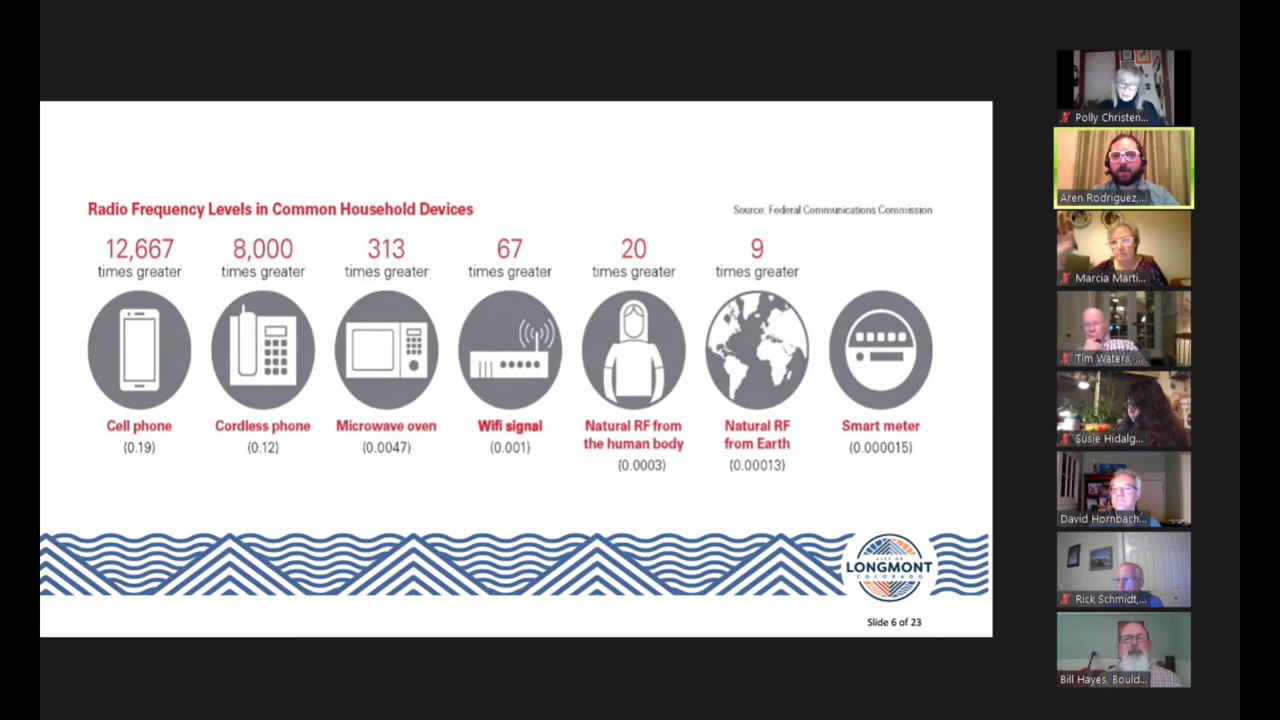 Radio Frequency Levels in Common Household Devices
Source: Federal Communications Commission
12,667
times greater
8,000
times greater
313
times greater
67
times greater
20
times greater
9
times greater
Cell phone
(0.19)
Cordless phone
(0.12)
Microwave oven
(0.0047)
Wifi signal
(0.001)
Natural RF from
the human body
(0.0003)
Natural RF
from Earth
(0.00013)
Smart meter
(0.000015)
CITY OF
LONGMONT
COLORADO
Slide 6 of 23
Polly Christen...
Aren Rodriguez,...
Marcia Marti...
Tim Waters, ...
Susie Hidalg...
David Hornbach...
Rick Schmidt,...
Bill Hayes, Bould...